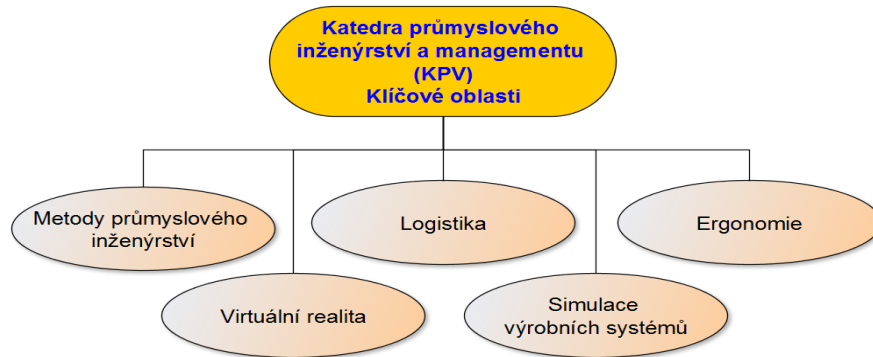 Katedra průmyslového
inženýrství a managementu
(KPV)
Klíčové oblasti
Metody průmyslového
inženýrství
Logistika
Ergonomie
Virtuální realita
Simulace
výrobních systémů